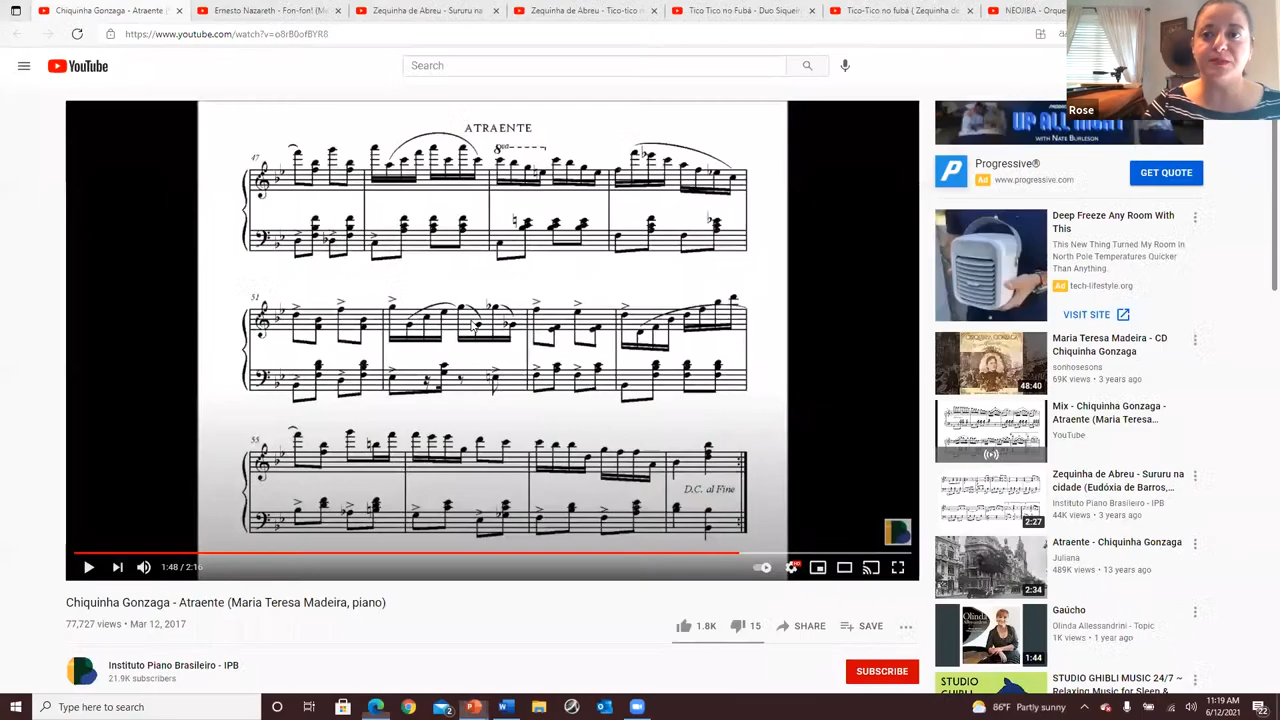 Chiquinha Gonzaga - Atraente |
Ernesto Nazareth - Fon-fon! (M
Zequinha de Abreu - Sururu na
Zequinha de Abreu - Tico-tico n
Tico Tico No Fuba - Duo Sique
Tico-Tico no fubá ( Zequinha d
NEOJIBA - Orque
https://www.youtube.com/watch?v=o8rB0ofBYR8
YouTube
Search
Rose
ATRAENTE
47
8va
51
55
D.C. al Fine
1:48 / 2:16
HD
Chiquinha Gonzaga - Atraente (Maria Teresa Madeira, piano)
77,727 views • Mar 12, 2017
1.8K
15
SHARE
SAVE
Instituto Piano Brasileiro - IPB
21.9K subscribers
SUBSCRIBE
UP ALL NIGHT
WITH NATE BURLESON
Progressive®
Ad www.progressive.com
GET QUOTE
Deep Freeze Any Room With
This
This New Thing Turned My Room In
North Pole Temperatures Quicker
Than Anything.
Ad tech-lifestyle.org
VISIT SITE
Maria Teresa Madeira - CD
Chiquinha Gonzaga
sonhosesons
69K views • 3 years ago
48:40
Mix - Chiquinha Gonzaga -
Atraente (Maria Teresa...
YouTube
Zequinha de Abreu - Sururu na
cidade (Eudóxia de Barros,...
Instituto Piano Brasileiro - IPB
44K views • 3 years ago
2:27
Atraente - Chiquinha Gonzaga
Juliana
489K views • 13 years ago
2:34
Gaúcho
Olinda Allessandrini - Topic
1K views • 1 year ago
Olinda
Allessandrini
1:44
STUDIO GHIBLI MUSIC 24/7 ~
Relaxing Music for Sleep &
STUDIO
Type here to search
86°F Partly sunny
11:19 AM
6/12/2021
22